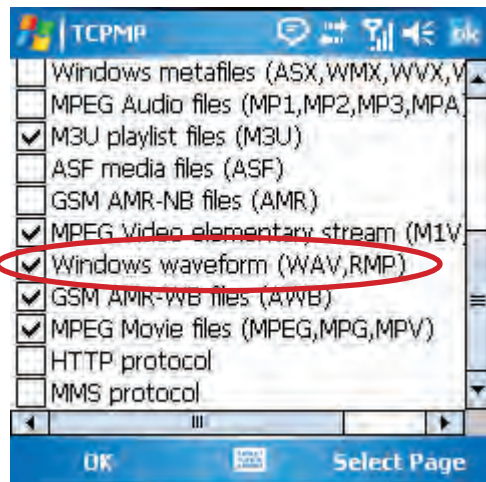 TCPMP ok
Windows metafiles (ASX,WMX,WVX,V
MPEG Audio files (MP1,MP2,MP3,MPA
M3U playlist files (M3U)
ASF media files (ASF)
GSM AMR-NB files (AMR)
MPEG Video elementary stream (M1V,
Windows waveform (WAV,RMP)
GSM AMR-WB files (AWB)
MPEG Movie files (MPEG,MPG,MPV)
HTTP protocol
MMS protocol
OK Select Page